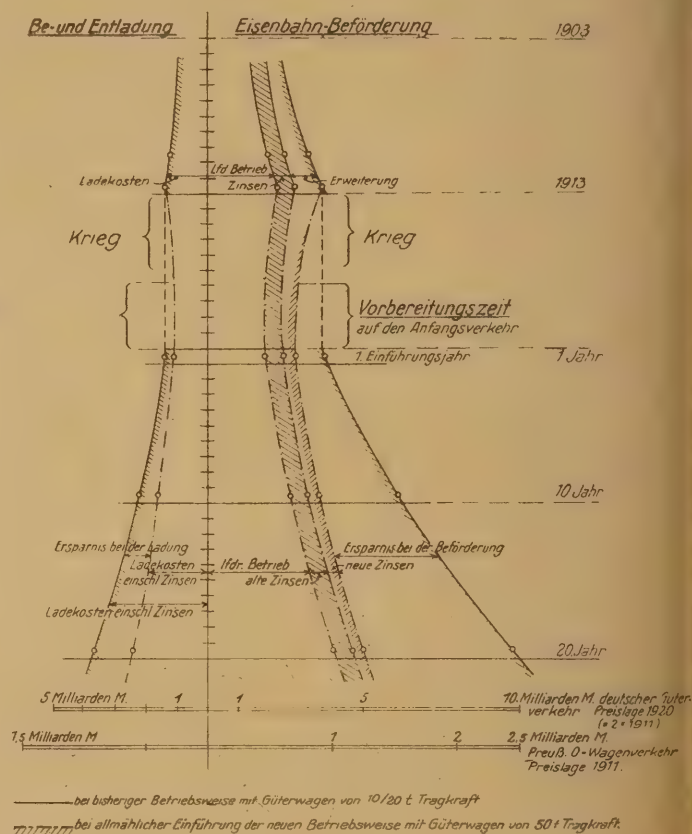 Be- und Entladung Eisenbahn-Beförderung 1903
Lfd Betrieb
Ladekosten Zinsen Erweiterung 1913
Krieg Krieg
Vorbereitungszeit
auf den Anfangsverkehr
1. Einführungsjahr 1 Jahr
10 Jahr
Ersparnis bei der Ladung Ersparnis bei der Beförderung
Ladekosten lfdr. Betrieb neue Zinsen
einschl Zinsen alte Zinsen
Ladekosten einschl Zinsen
20 Jahr
5 Milliarden M. 1 1 5 10 Milliarden M. deutscher Güter-
verkehr Preislage 1920
1,5 Milliarden M 1 2 2,5 Milliarden M.
Preuß. O-Wagenverkehr
Preislage 1911.
bei bisheriger Betriebsweise mit Güterwagen von 10/20 t Tragkraft
bei allmählicher Einführung der neuen Betriebsweise mit Güterwagen von 50 t Tragkraft.